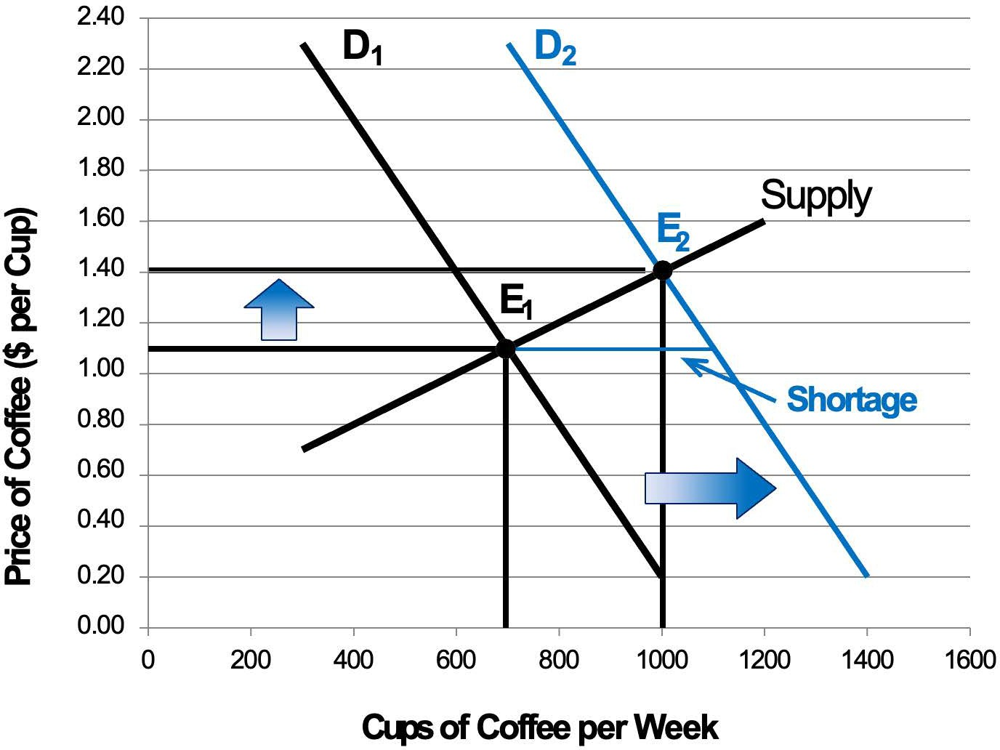 2.40
2.20
2.00
1.80
1.60
1.40
1.20
1.00
0.80
0.60
0.40
0.20
0.00
D1
D2
Supply
E2
E1
Shortage
Price of Coffee ($ per Cup)
0 200 400 600 800 1000 1200 1400 1600
Cups of Coffee per Week